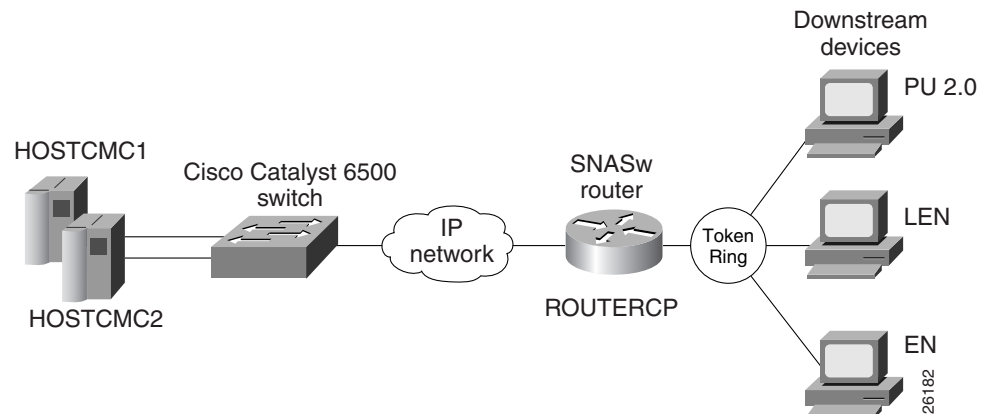 Downstream
devices
PU 2.0
HOSTCMC1
Cisco Catalyst 6500
switch
SNASw
router
IP
network
Token
Ring
LEN
HOSTCMC2
ROUTERCP
EN
26182